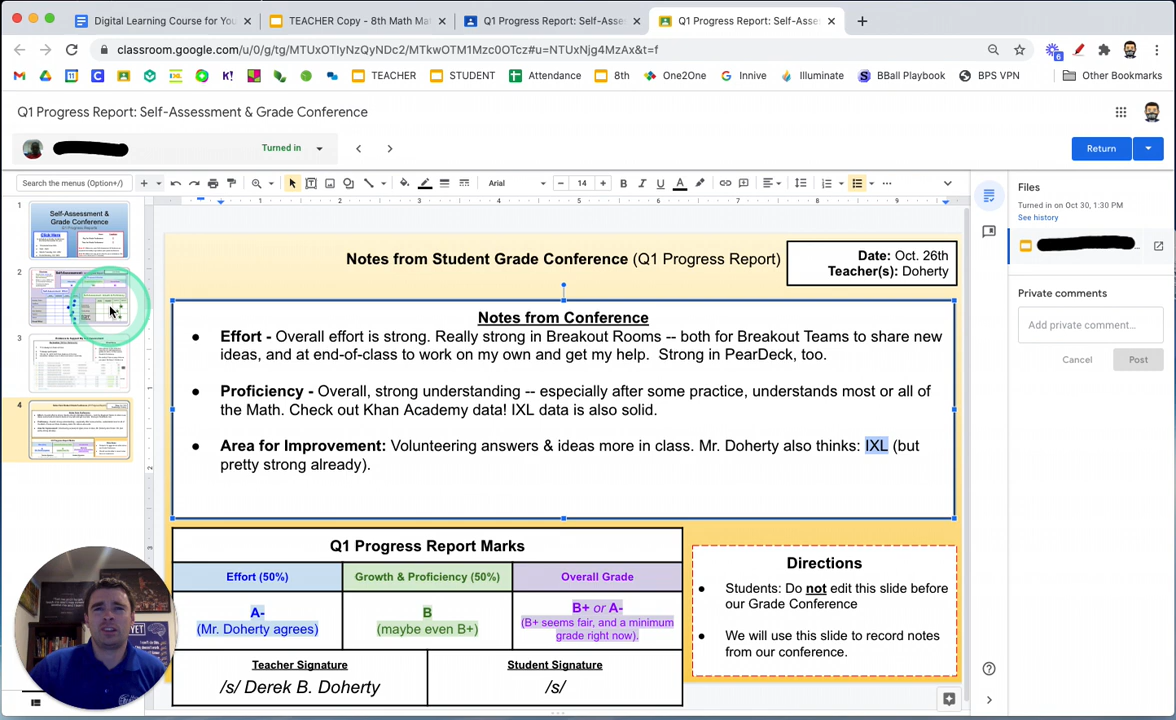 Digital Learning Course for You
TEACHER Copy - 8th Math Ma
Q1 Progress Report: Self-Asse
Q1 Progress Report: Self-Asse
classroom.google.com/u/0/g/tg/MTUxOTIyNzQyNDc2/MTkwOTM1Mzc0OTcz#u=NTUxNjg4MzAx&t=f
TEACHER
STUDENT
Attendance
8th
One2One
Innive
Illuminate
BBall Playbook
BPS VPN
Other Bookmarks
Q1 Progress Report: Self-Assessment & Grade Conference
Turned in
Return
Search the menus (Option+/)
Arial
14
Self-Assessment &
Grade Conference
Click Here
Notes from Student Grade Conference (Q1 Progress Report)
Date: Oct. 26th
Teacher(s): Doherty
Notes from Conference
● Effort - Overall effort is strong. Really strong in Breakout Rooms -- both for Breakout Teams to share new
ideas, and at end-of-class to work on my own and get my help. Strong in PearDeck, too.
● Proficiency - Overall, strong understanding -- especially after some practice, understands most or all of
the Math. Check out Khan Academy data! IXL data is also solid.
● Area for Improvement: Volunteering answers & ideas more in class. Mr. Doherty also thinks: IXL (but
pretty strong already).
Q1 Progress Report Marks
Effort (50%)
Growth & Proficiency (50%)
Overall Grade
A-
(Mr. Doherty agrees)
B
(maybe even B+)
B+ or A-
(B+ seems fair, and a minimum
grade right now).
Teacher Signature
/s/ Derek B. Doherty
Student Signature
/s/
Directions
● Students: Do not edit this slide before
our Grade Conference
● We will use this slide to record notes
from our conference.
Files
Turned in on Oct 30, 1:30 PM
See history
Private comments
Add private comment…
Cancel
Post